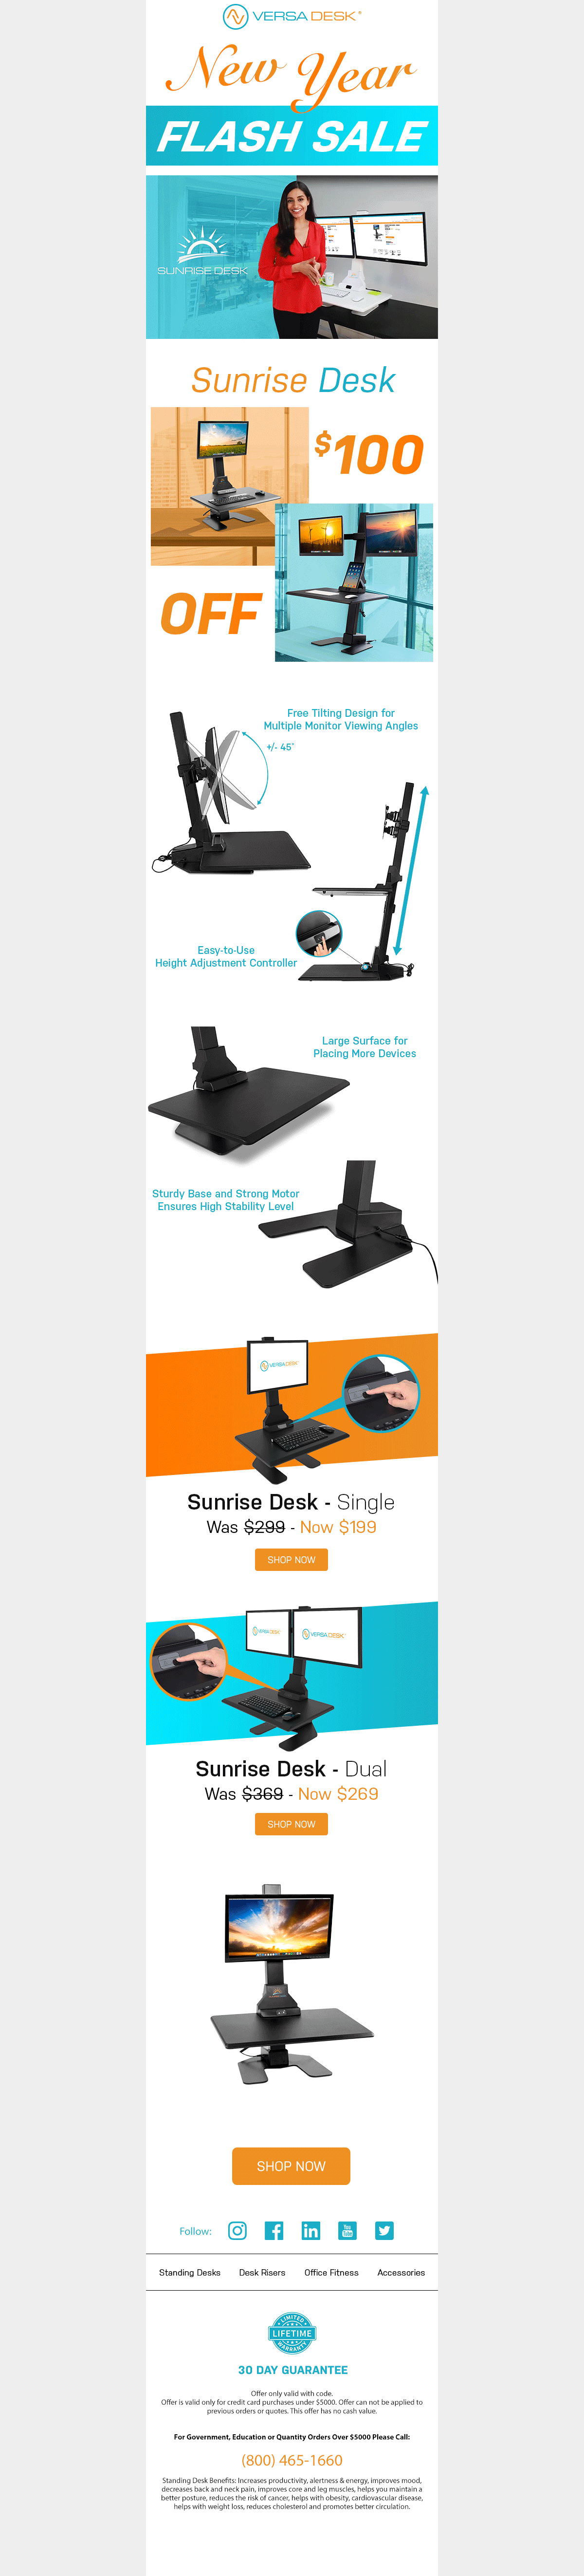 VERSA DESK®
New Year
FLASH SALE
SUNRISE DESK
Sunrise Desk
$100
OFF
Free Tilting Design for
Multiple Monitor Viewing Angles
+/- 45°
Easy-to-Use
Height Adjustment Controller
Large Surface for
Placing More Devices
Sturdy Base and Strong Motor
Ensures High Stability Level
VERSA DESK
Sunrise Desk - Single
Was $299 - Now $199
SHOP NOW
VERSA DESK
VERSA DESK
Sunrise Desk - Dual
Was $369 - Now $269
SHOP NOW
SHOP NOW
Follow:
You
Tube
Standing Desks Desk Risers Office Fitness Accessories
LIMITED
LIFETIME
WARRANTY
30 DAY GUARANTEE
Offer only valid with code.
Offer is valid only for credit card purchases under $5000. Offer can not be applied to
previous orders or quotes. This offer has no cash value.
For Government, Education or Quantity Orders Over $5000 Please Call:
(800) 465-1660
Standing Desk Benefits: Increases productivity, alertness & energy, improves mood,
decreases back and neck pain, improves core and leg muscles, helps you maintain a
better posture, reduces the risk of cancer, helps with obesity, cardiovascular disease,
helps with weight loss, reduces cholesterol and promotes better circulation.